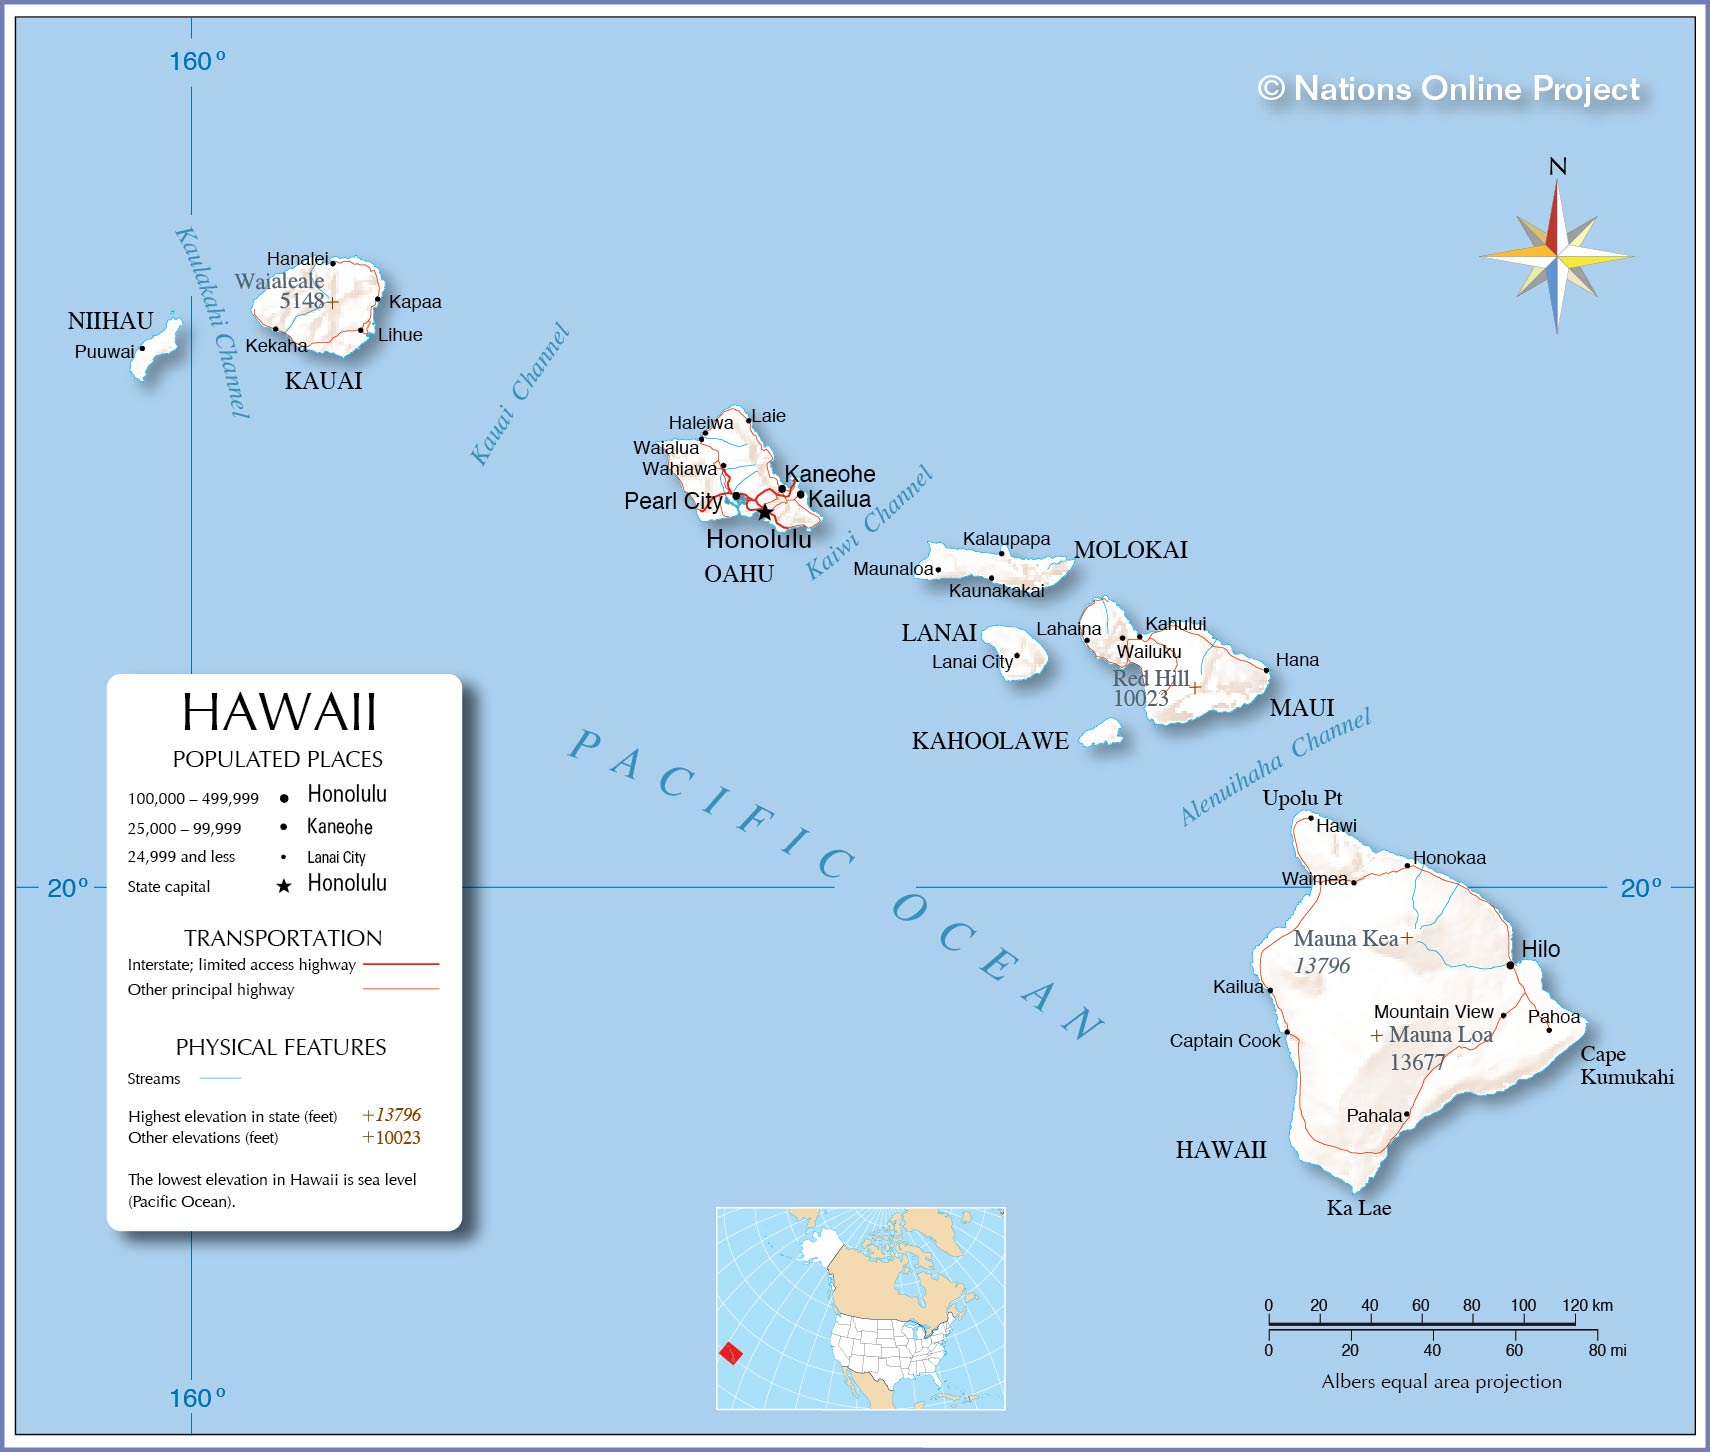 160°
© Nations Online Project
N
Kaulakahi Channel
Hanalei
Waialeale
5148
Kapaa
NIIHAU
Puuwai
Lihue
Kekaha
KAUAI
Kauai Channel
Haleiwa
Laie
Waialua
Wahiawa
Kaneohe
Pearl City
Kailua
Honolulu
OAHU
Kaiwi Channel
Kalaupapa
MOLOKAI
Maunaloa
Kaunakakai
LANAI
Lanai City
Lahaina
Kahului
Wailuku
Hana
Red Hill
10023
MAUI
KAHOOLAWE
Alenuihaha Channel
PACIFIC OCEAN
Upolu Pt
Hawi
Honokaa
Waimea
20°
20°
Mauna Kea
13796
Hilo
Kailua
Mountain View
Pahoa
Captain Cook
Mauna Loa
13677
Cape
Kumukahi
Pahala
HAWAII
Ka Lae
HAWAII
POPULATED PLACES
100,000 – 499,999 Honolulu
25,000 – 99,999 Kaneohe
24,999 and less Lanai City
State capital Honolulu
TRANSPORTATION
Interstate; limited access highway
Other principal highway
PHYSICAL FEATURES
Streams
Highest elevation in state (feet) +13796
Other elevations (feet) +10023
The lowest elevation in Hawaii is sea level
(Pacific Ocean).
0 20 40 60 80 100 120 km
0 20 40 60 80 mi
Albers equal area projection
160°